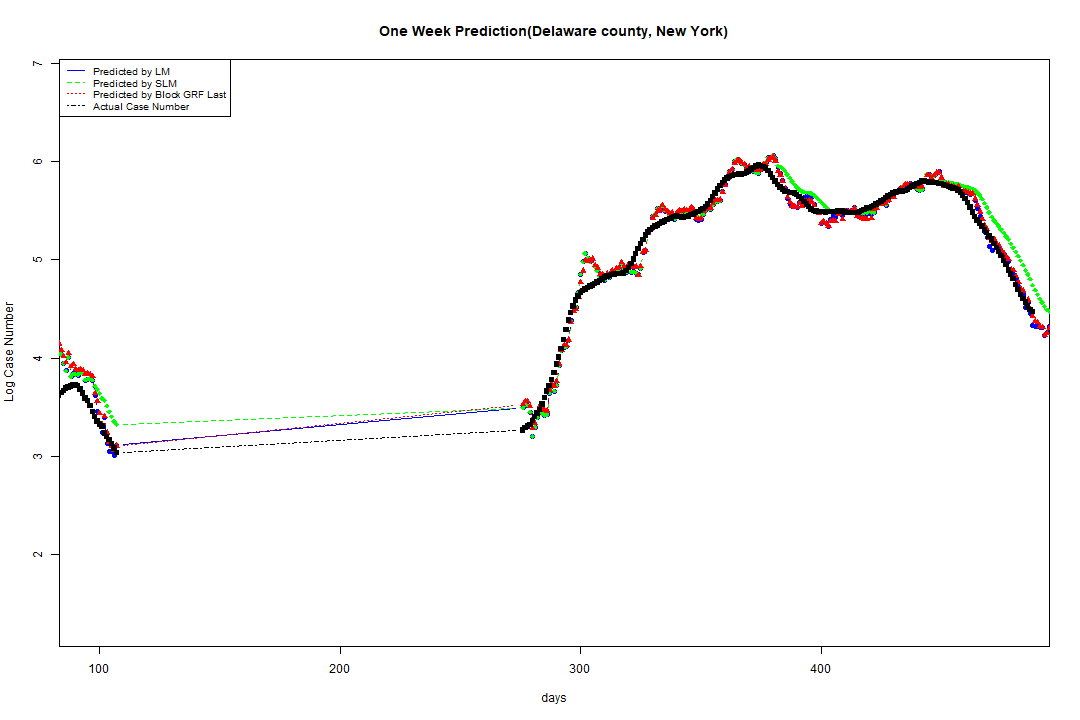 One Week Prediction(Delaware county, New York)
Predicted by LM
Predicted by SLM
Predicted by Block GRF Last
Actual Case Number
7
6
5
4
3
2
Log Case Number
100 200 300 400
days